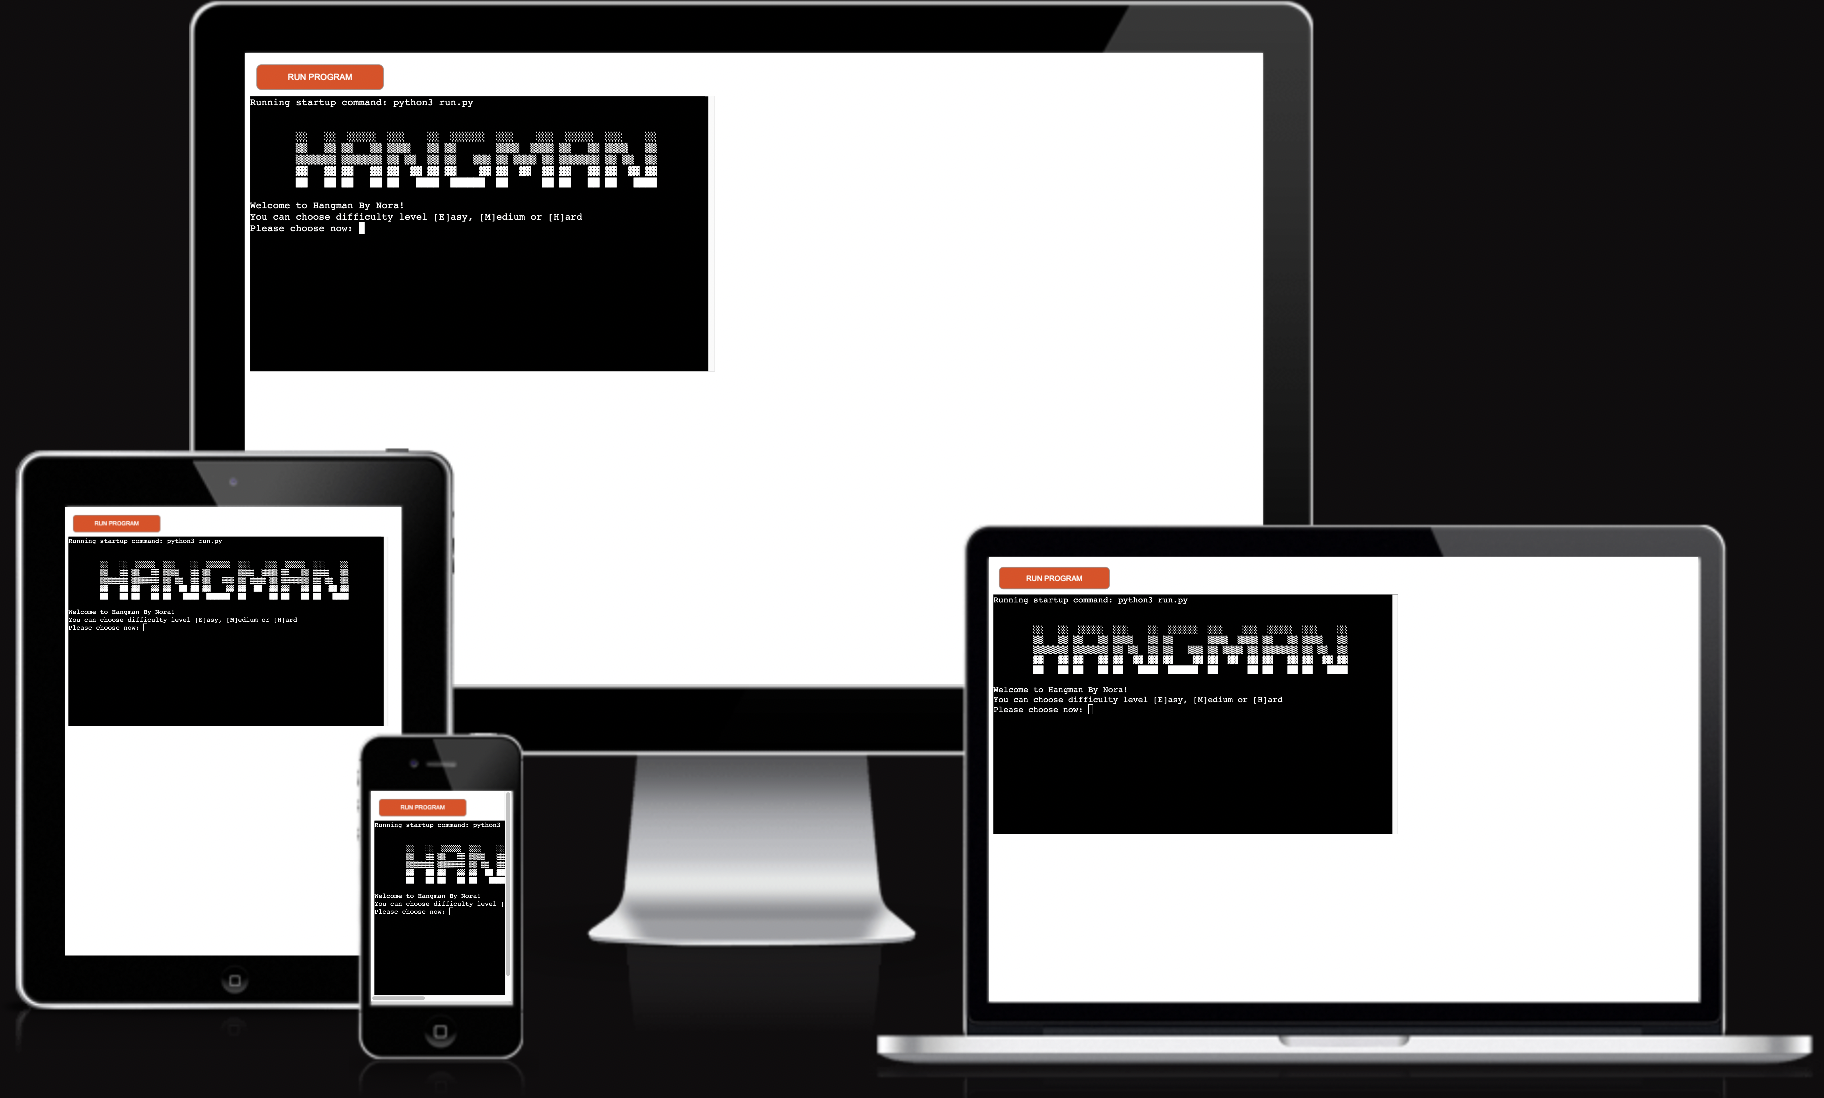 RUN PROGRAM
Running startup command: python3 run.py
HANGMAN
Welcome to Hangman By Nora!
You can choose difficulty level [E]asy, [M]edium or [H]ard
Please choose now:
RUN PROGRAM
Running startup command: python3 run.py
HANGMAN
Welcome to Hangman By Nora!
You can choose difficulty level [E]asy, [M]edium or [H]ard
Please choose now:
RUN PROGRAM
Running startup command: python3
HAN
Welcome to Hangman By Nora!
You can choose difficulty level [
Please choose now:
RUN PROGRAM
Running startup command: python3 run.py
HANGMAN
Welcome to Hangman By Nora!
You can choose difficulty level [E]asy, [M]edium or [H]ard
Please choose now: